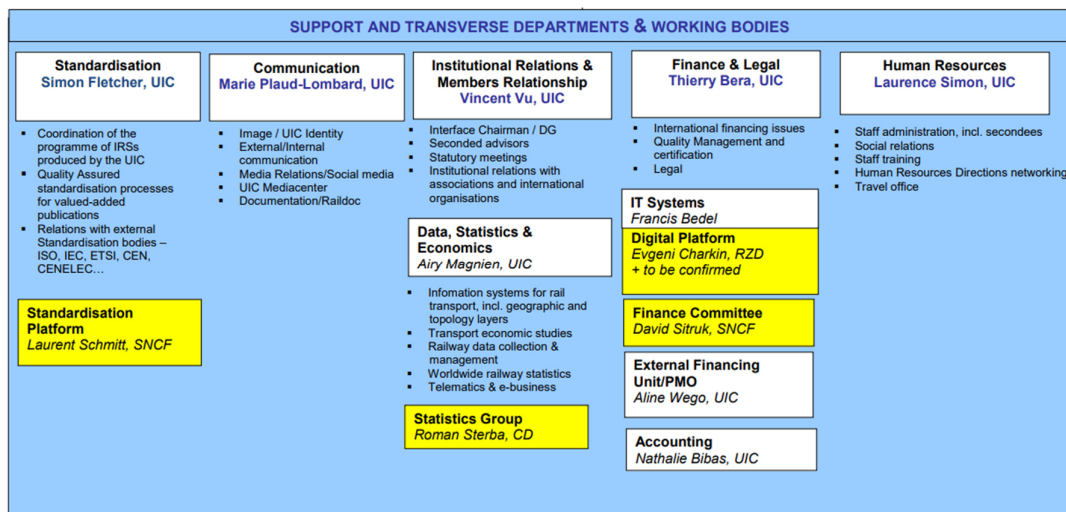 SUPPORT AND TRANSVERSE DEPARTMENTS & WORKING BODIES
Standardisation
Simon Fletcher, UIC
▪ Coordination of the
programme of IRSs
produced by the UIC
▪ Quality Assured
standardisation processes
for valued-added
publications
▪ Relations with external
Standardisation bodies –
ISO, IEC, ETSI, CEN,
CENELEC…
Standardisation
Platform
Laurent Schmitt, SNCF
Communication
Marie Plaud-Lombard, UIC
▪ Image / UIC Identity
▪ External/Internal
communication
▪ Media Relations/Social media
▪ UIC Mediacenter
▪ Documentation/Raildoc
Institutional Relations &
Members Relationship
Vincent Vu, UIC
▪ Interface Chairman / DG
▪ Seconded advisors
▪ Statutory meetings
▪ Institutional relations with
associations and international
organisations
Data, Statistics &
Economics
Airy Magnien, UIC
▪ Infomation systems for rail
transport, incl. geographic and
topology layers
▪ Transport economic studies
▪ Railway data collection &
management
▪ Worldwide railway statistics
▪ Telematics & e-business
Statistics Group
Roman Sterba, CD
Finance & Legal
Thierry Bera, UIC
▪ International financing issues
▪ Quality Management and
certification
▪ Legal
IT Systems
Francis Bedel
Digital Platform
Evgeni Charkin, RZD
+ to be confirmed
Finance Committee
David Sitruk, SNCF
External Financing
Unit/PMO
Aline Wego, UIC
Accounting
Nathalie Bibas, UIC
Human Resources
Laurence Simon, UIC
▪ Staff administration, incl. secondees
▪ Social relations
▪ Staff training
▪ Human Resources Directions networking
▪ Travel office